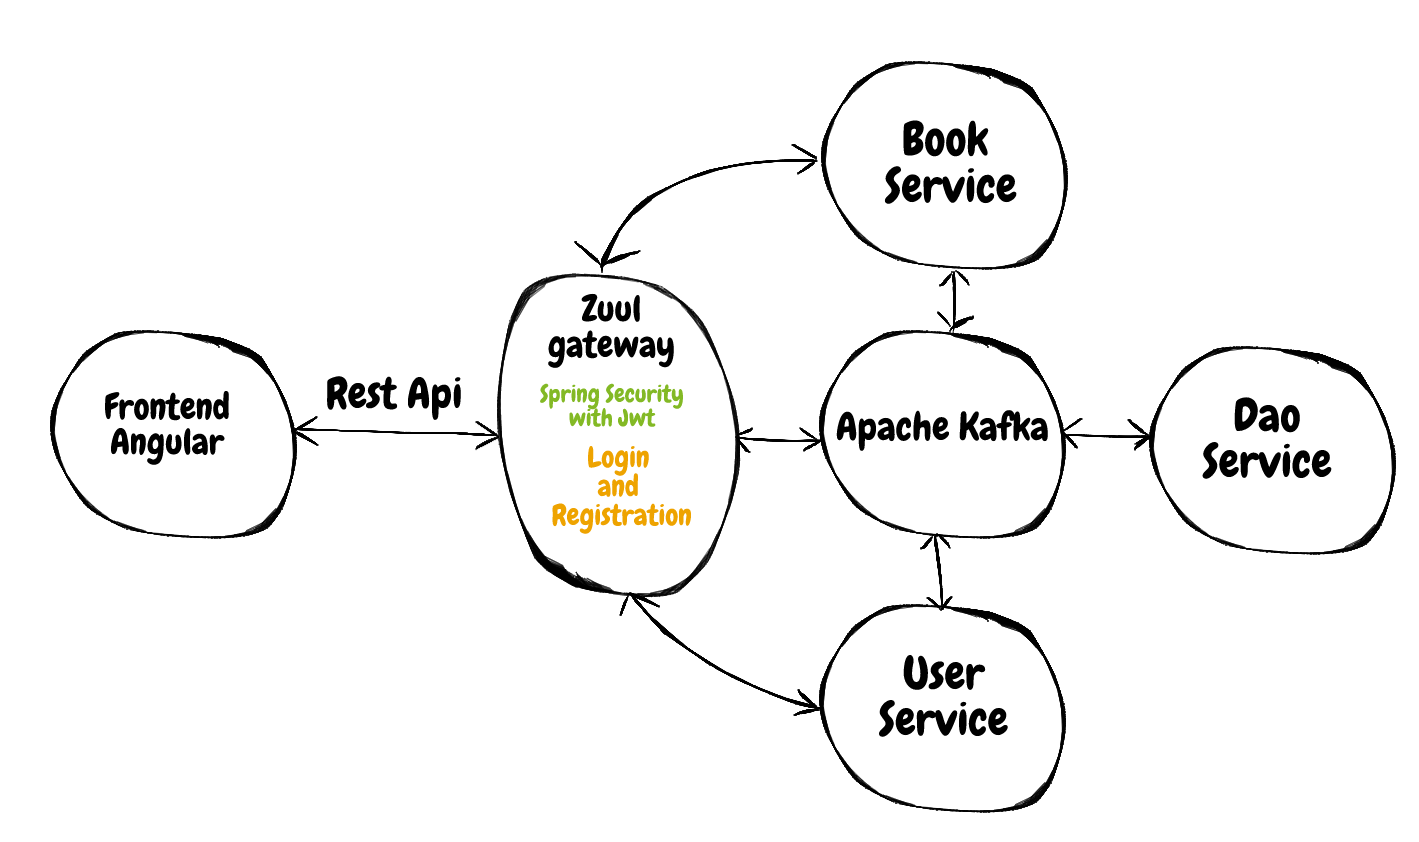 Frontend
Angular
Rest Api
Zuul
gateway
Spring Security
with Jwt
Login
and
Registration
Book
Service
Apache Kafka
User
Service
Dao
Service